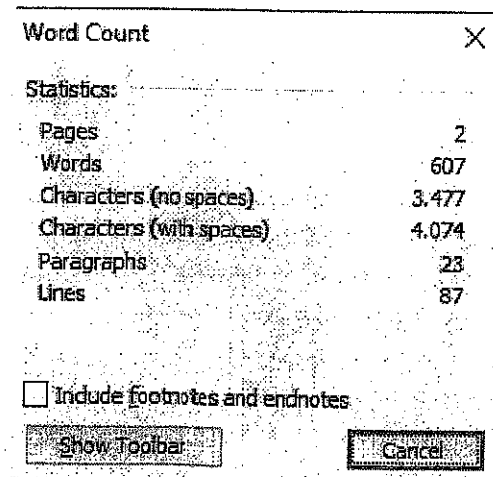 Word Count
Statistics:
Pages 2
Words 607
Characters (no spaces) 3.477
Characters (with spaces) 4.074
Paragraphs 23
Lines 87
Include footnotes and endnotes
Show Toolbar Cancel